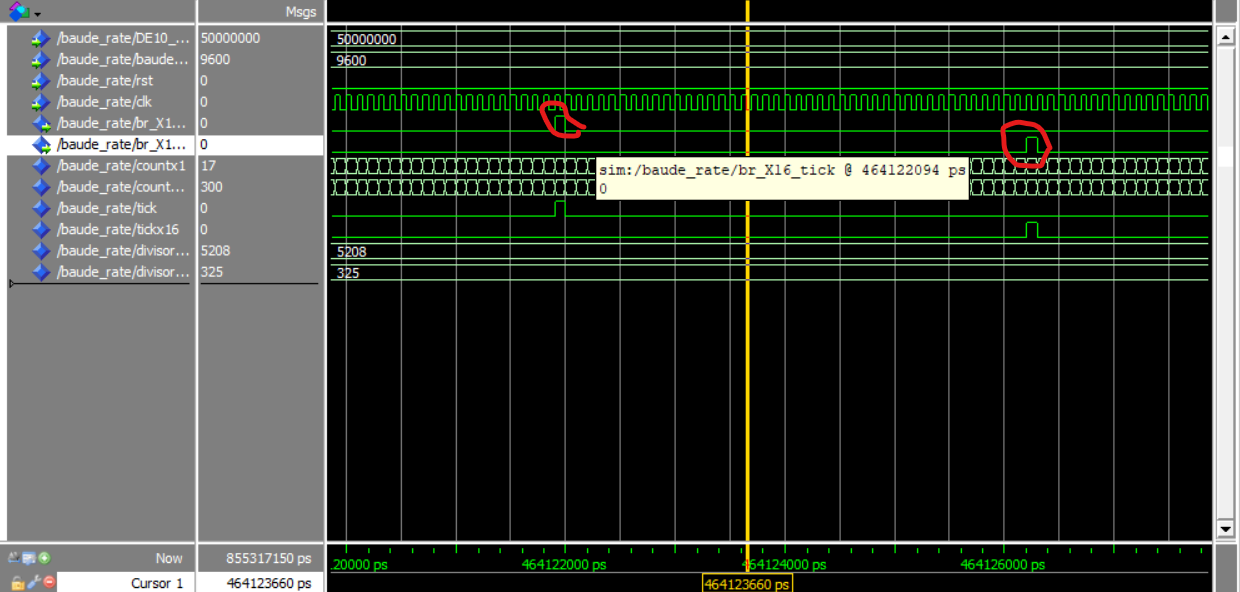 Msgs
/baude_rate/DE10_... 50000000 50000000
/baude_rate/baude... 9600 9600
/baude_rate/rst 0
/baude_rate/clk 0
/baude_rate/br_X1... 0
/baude_rate/br_X1... 0
/baude_rate/countx1 17
sim:/baude_rate/br_X16_tick @ 464122094 ps
/baude_rate/count... 300
0
/baude_rate/tick 0
/baude_rate/tickx16 0
/baude_rate/divisor... 5208 5208
/baude_rate/divisor... 325 325
Now 855317150 ps .20000 ps 464122000 ps 464124000 ps 464126000 ps
Cursor 1 464123660 ps 464123660 ps